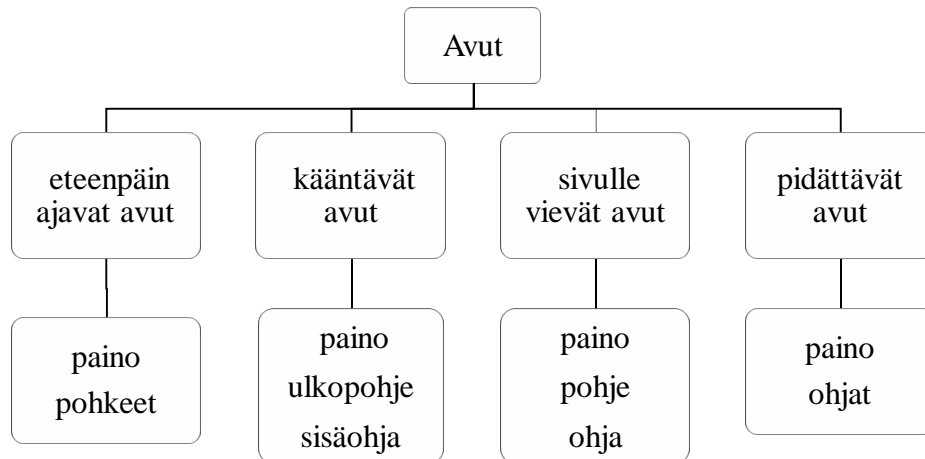 Avut
eteenpäin
ajavat avut
kääntävät
avut
sivulle
vievät avut
pidättävät
avut
paino
pohkeet
paino
ulkopohje
sisäohja
paino
pohje
ohja
paino
ohjat